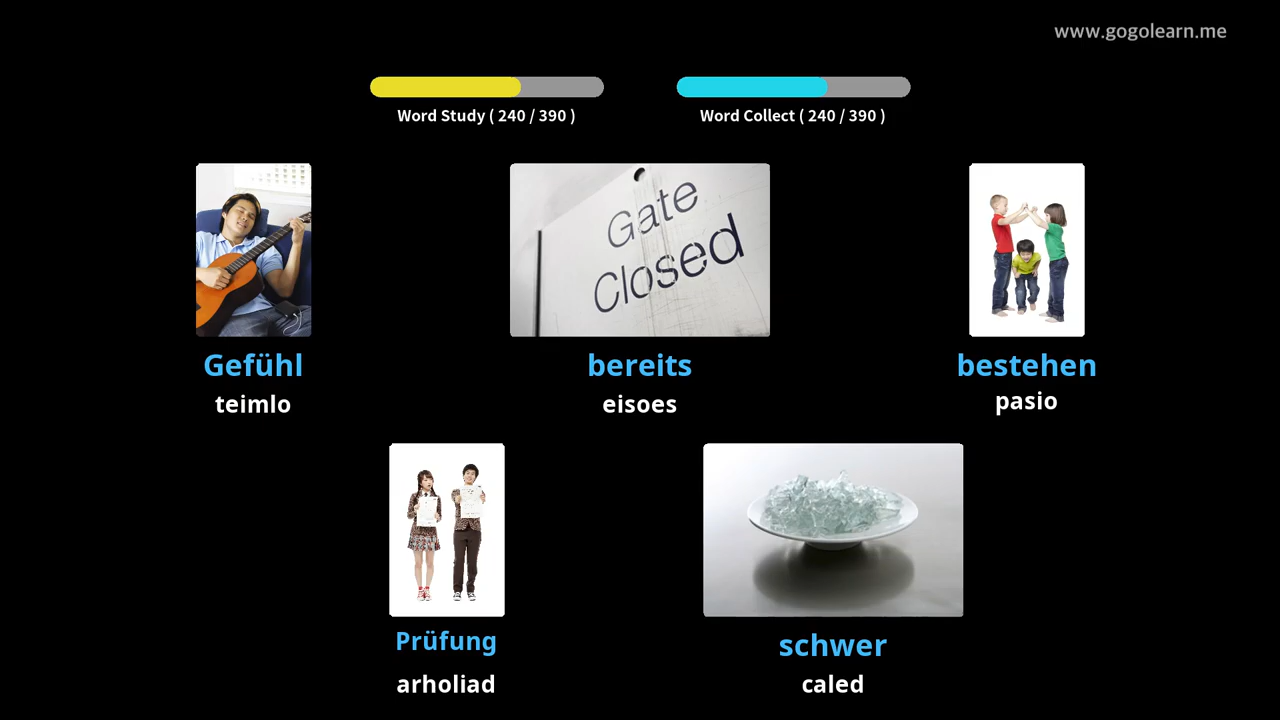 www.gogolearn.me
Word Study ( 240 / 390 )
Word Collect ( 240 / 390 )
Gate
Closed
Gefühl
teimlo
bereits
eisoes
bestehen
pasio
Prüfung
arholiad
schwer
caled